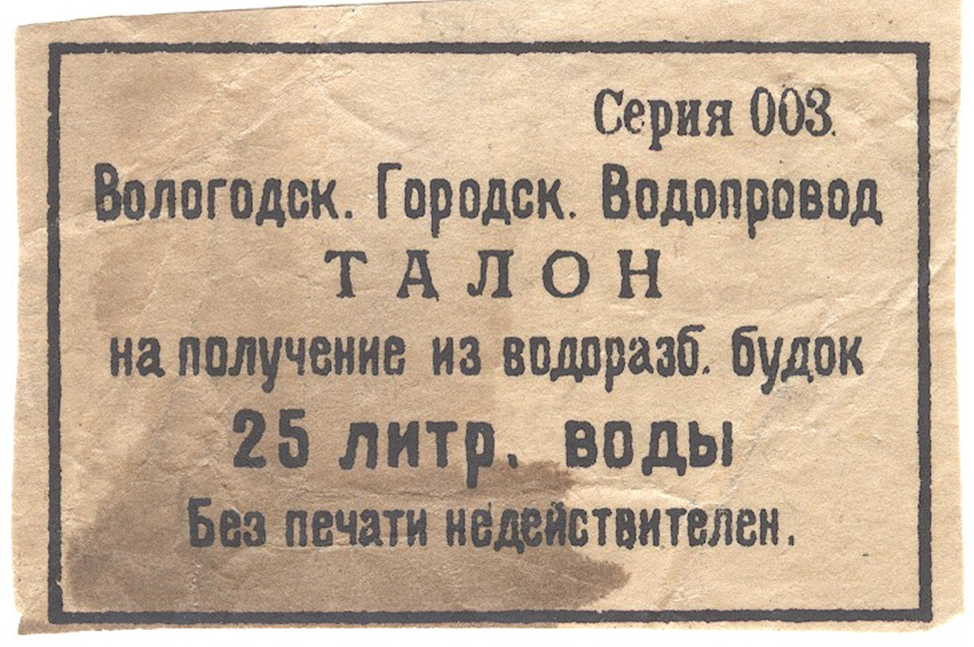 Серия 003.
Вологодск. Городск. Водопровод
ТАЛОН
на получение из водоразб. будок
25 литр. воды
Без печати недействителен.